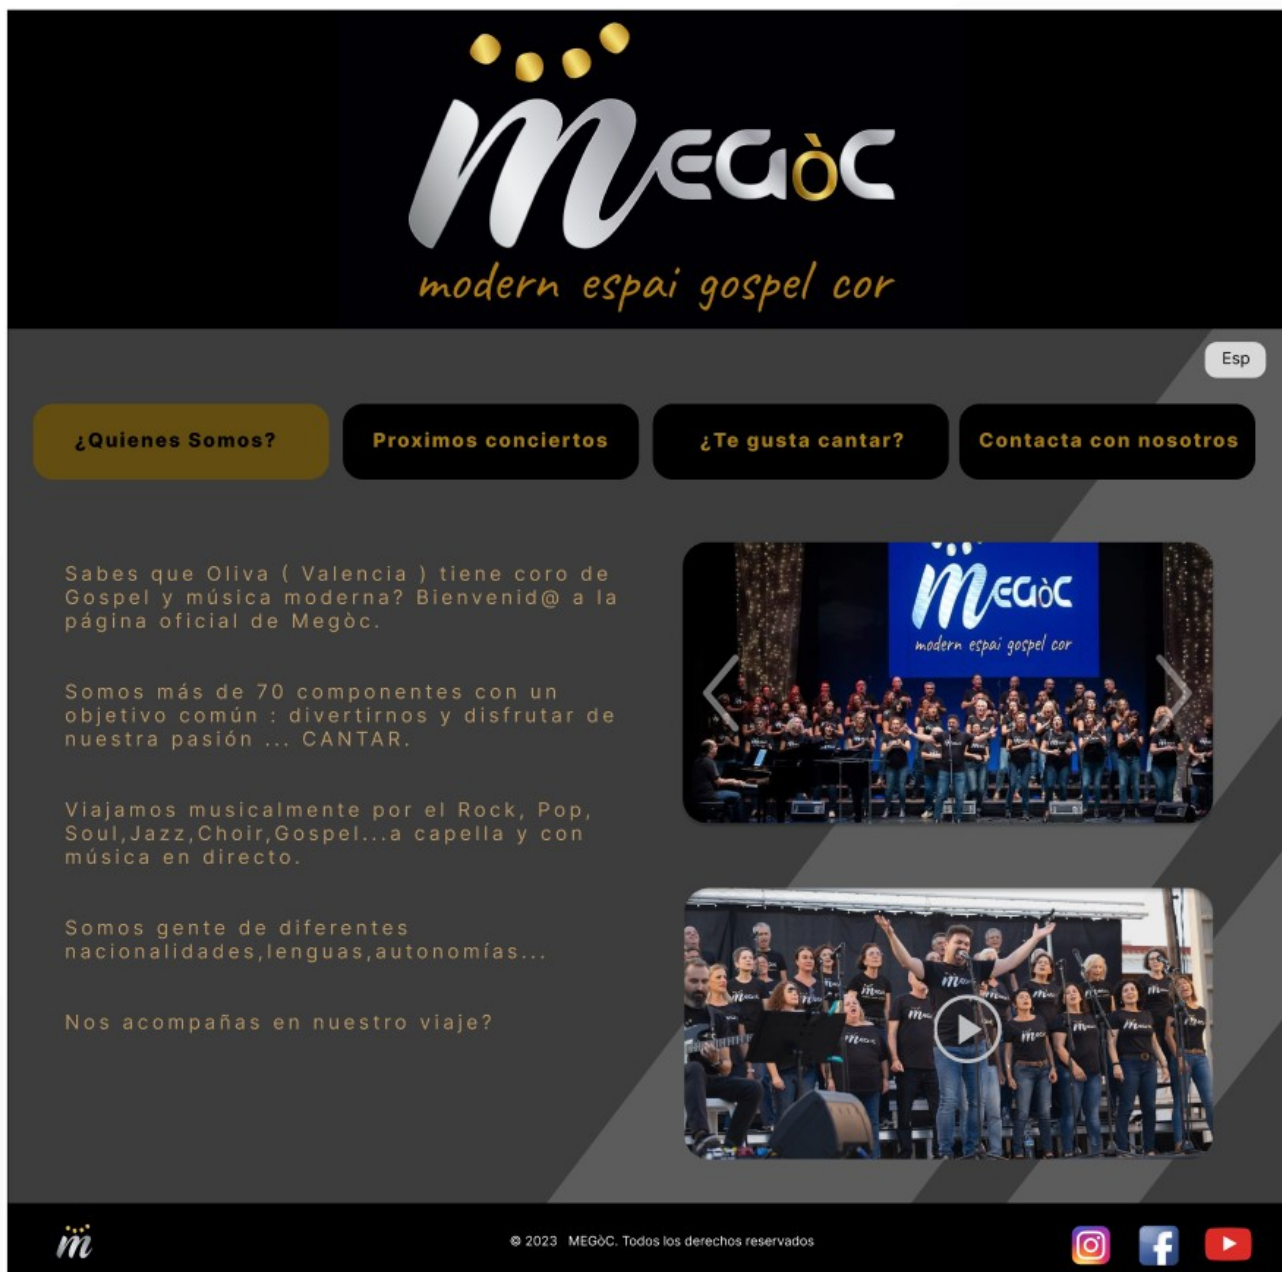 MEGòC
modern espai gospel cor
Esp
¿Quienes Somos?
Proximos conciertos
¿Te gusta cantar?
Contacta con nosotros
Sabes que Oliva ( Valencia ) tiene coro de
Gospel y música moderna? Bienvenid@ a la
página oficial de Megòc.
Somos más de 70 componentes con un
objetivo común : divertirnos y disfrutar de
nuestra pasión ... CANTAR.
Viajamos musicalmente por el Rock, Pop,
Soul,Jazz,Choir,Gospel...a capella y con
música en directo.
Somos gente de diferentes
nacionalidades,lenguas,autonomías...
Nos acompañas en nuestro viaje?
MEGòC
modern espai gospel cor
m
© 2023 MEGòC. Todos los derechos reservados